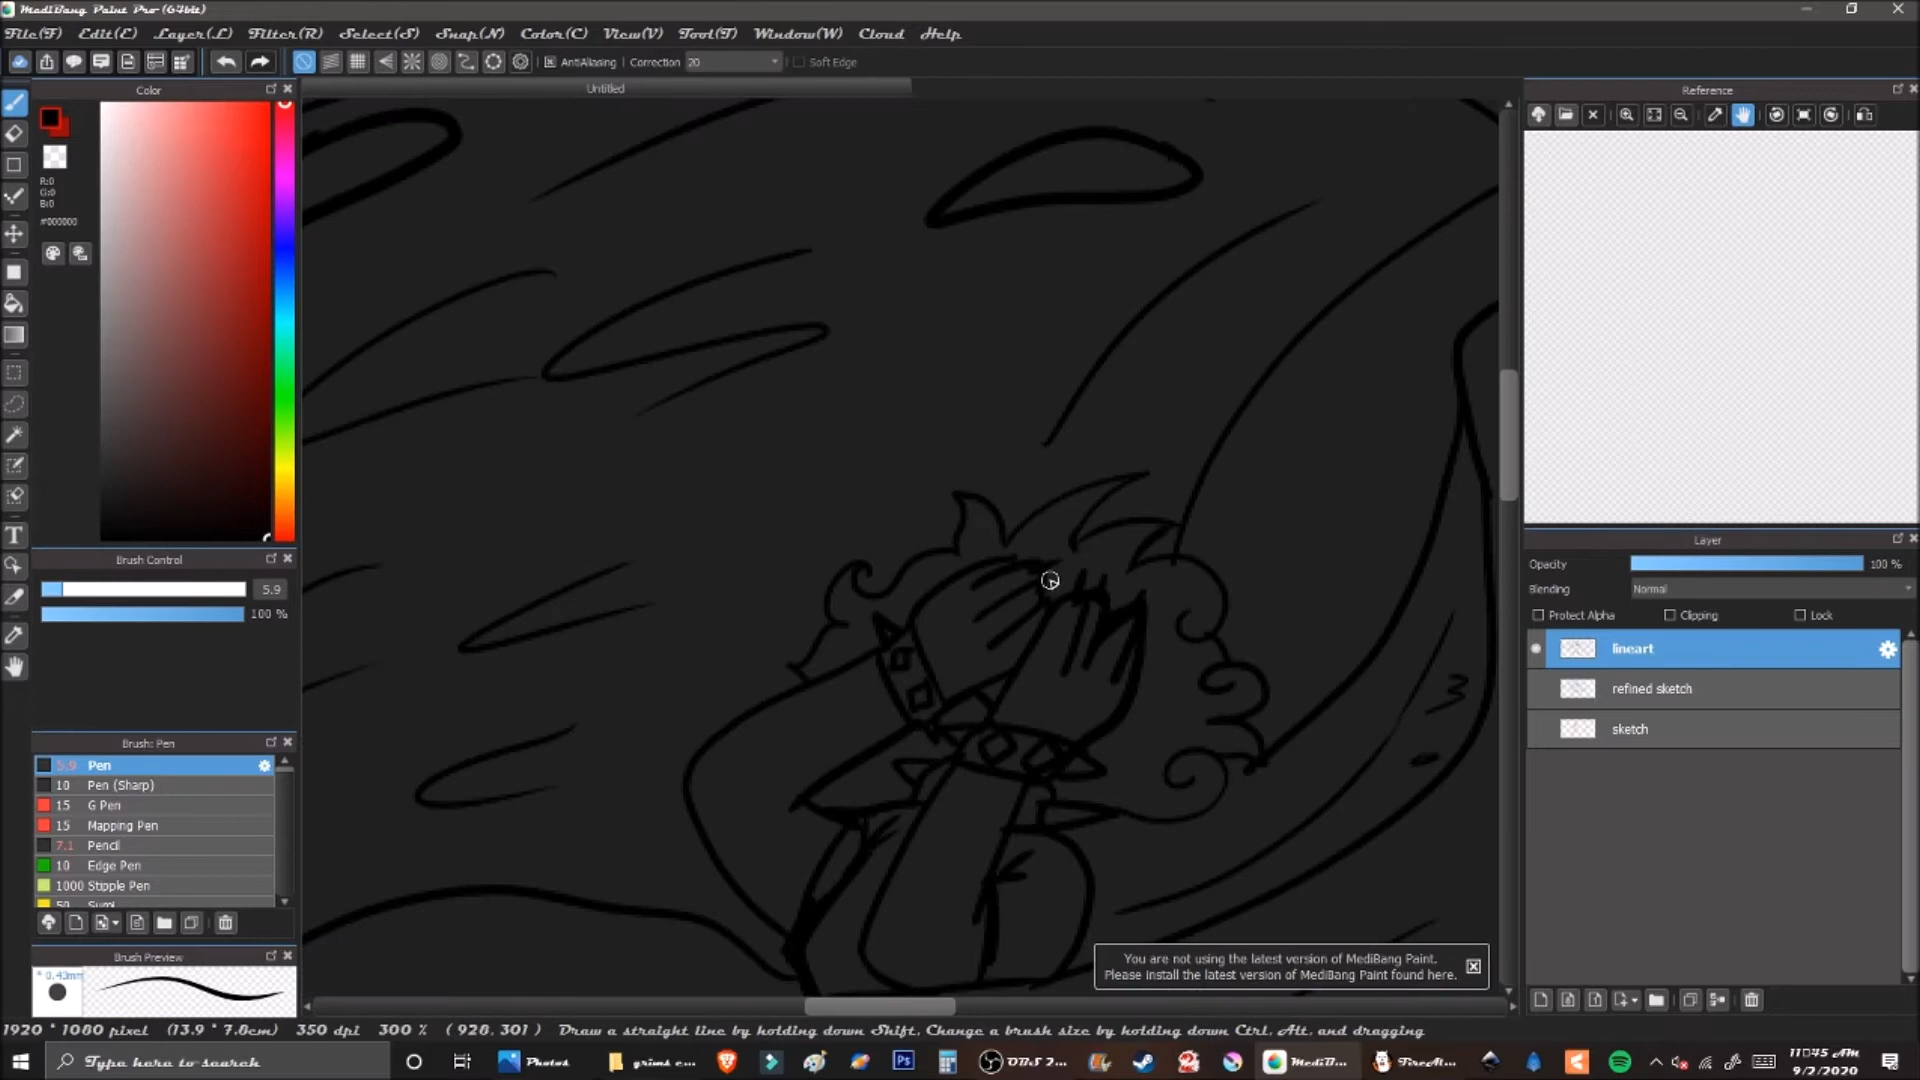 MediBang Paint Pro (64bit)
File(F) Edit(E) Layer(L) Filter(R) Select(S) Snap(N) Color(C) View(V) Tool(T) Window(W) Cloud Help
AntiAliasing Correction 20 Soft Edge
Color
Untitled
Reference
R:0
G:0
B:0
#000000
Brush Control
5.9
100 %
Brush: Pen
5.9 Pen
10 Pen (Sharp)
15 G Pen
15 Mapping Pen
7.1 Pencil
10 Edge Pen
1000 Stipple Pen
50 Sumi
Brush Preview
* 0.43mm
Layer
Opacity 100 %
Blending Normal
Protect Alpha Clipping Lock
lineart
refined sketch
sketch
You are not using the latest version of MediBang Paint.
Please install the latest version of MediBang Paint found here.
1920 * 1080 pixel (13.9 * 7.8cm) 350 dpi 300 % ( 928, 301 ) Draw a straight line by holding down Shift, Change a brush size by holding down Ctrl, Alt, and dragging
Type here to search
Photos
grims c...
Ps
OBS 2...
MediB...
FireAl...
11:45 AM
9/2/2020